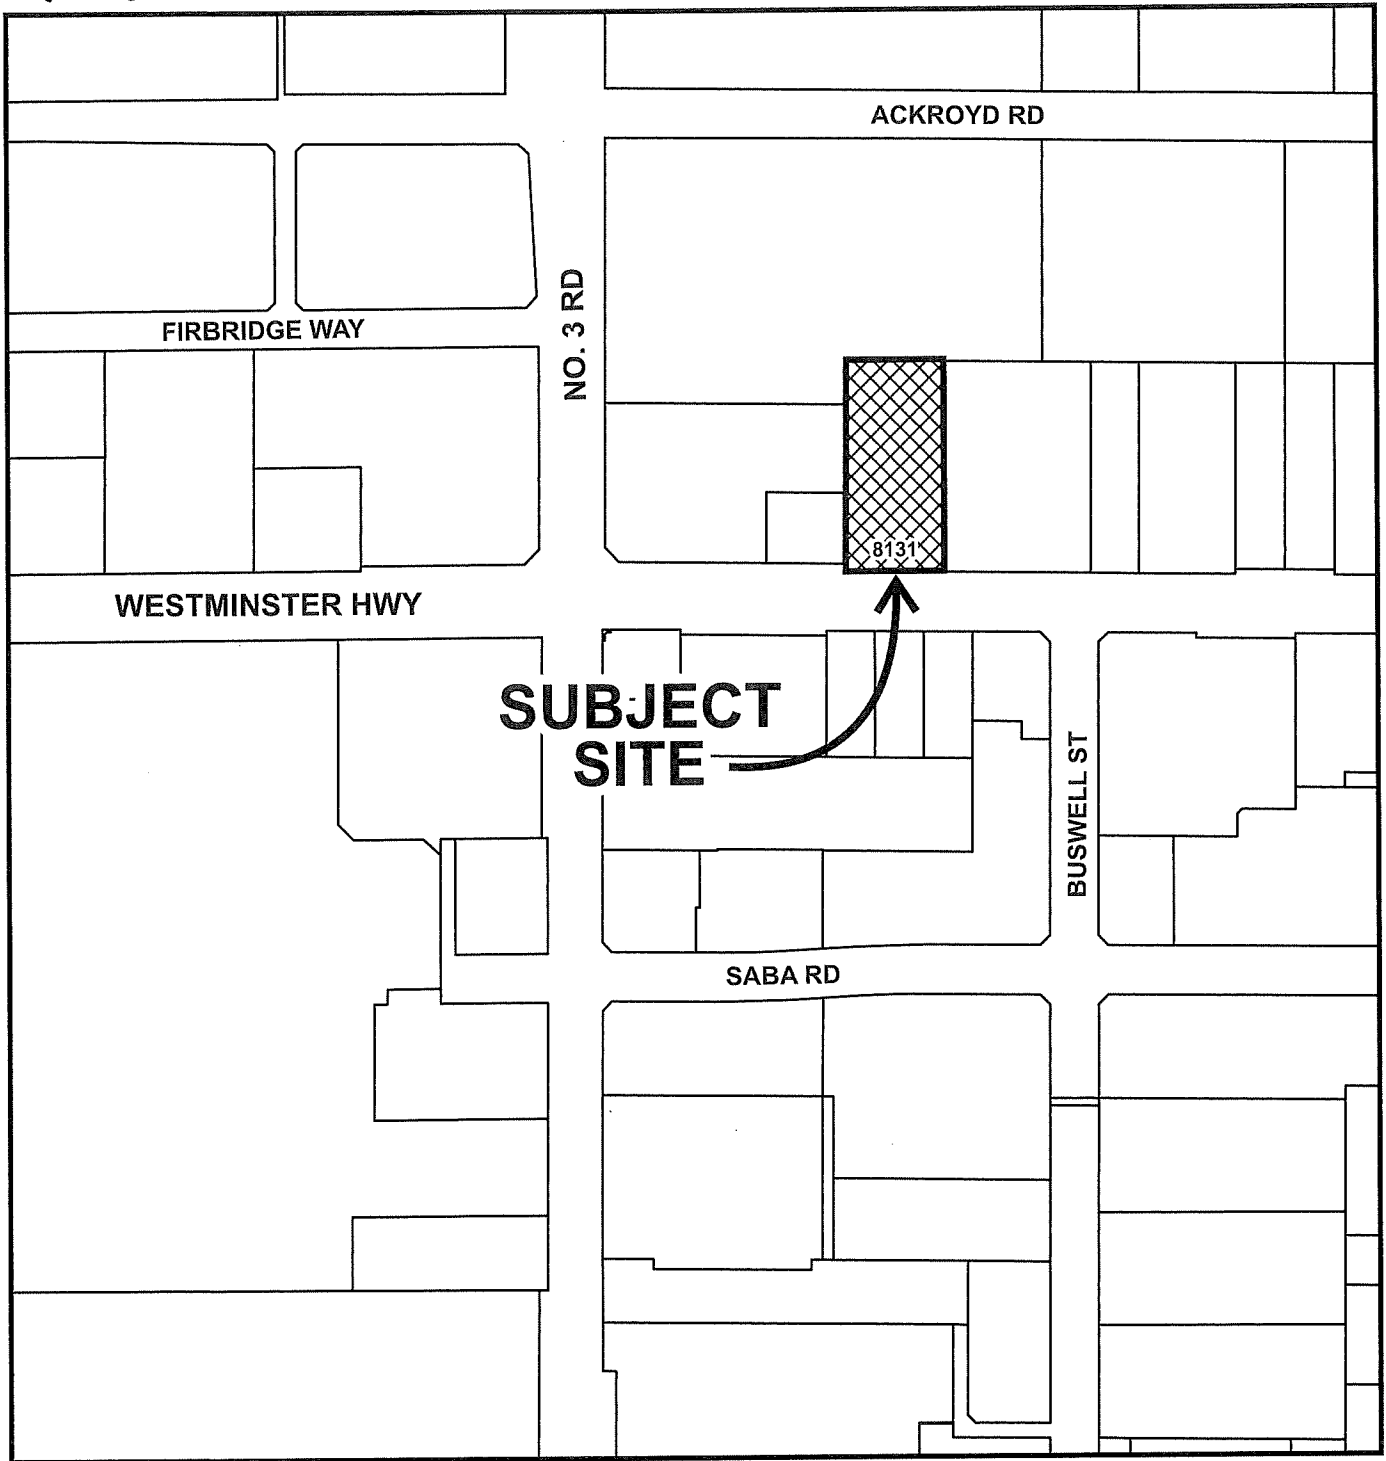 ACKROYD RD
NO. 3 RD
FIRBRIDGE WAY
8131
WESTMINSTER HWY
SUBJECT
SITE
BUSWELL ST
SABA RD